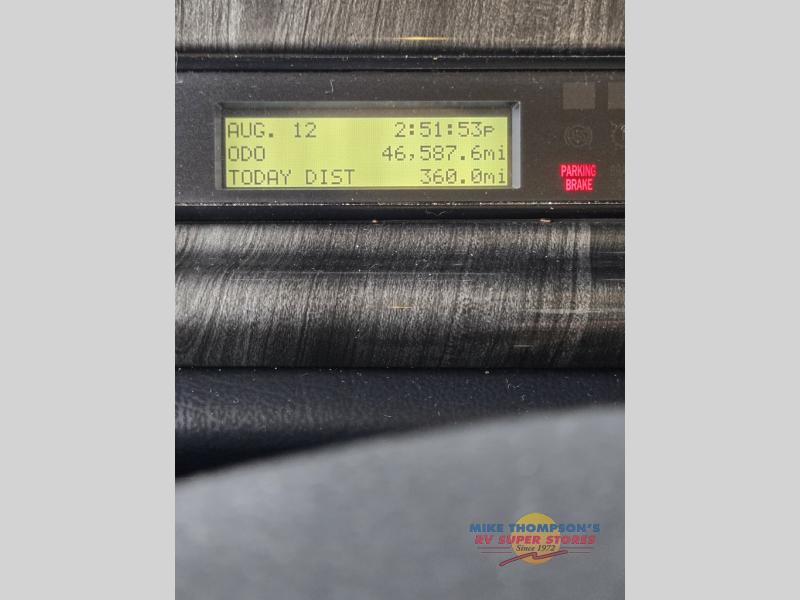 AUG. 12 2:51:53P
ODO 46,587.6mi
TODAY DIST 360.0mi
PARKING
BRAKE
MIKE THOMPSON'S
RV SUPER STORES
Since 1972